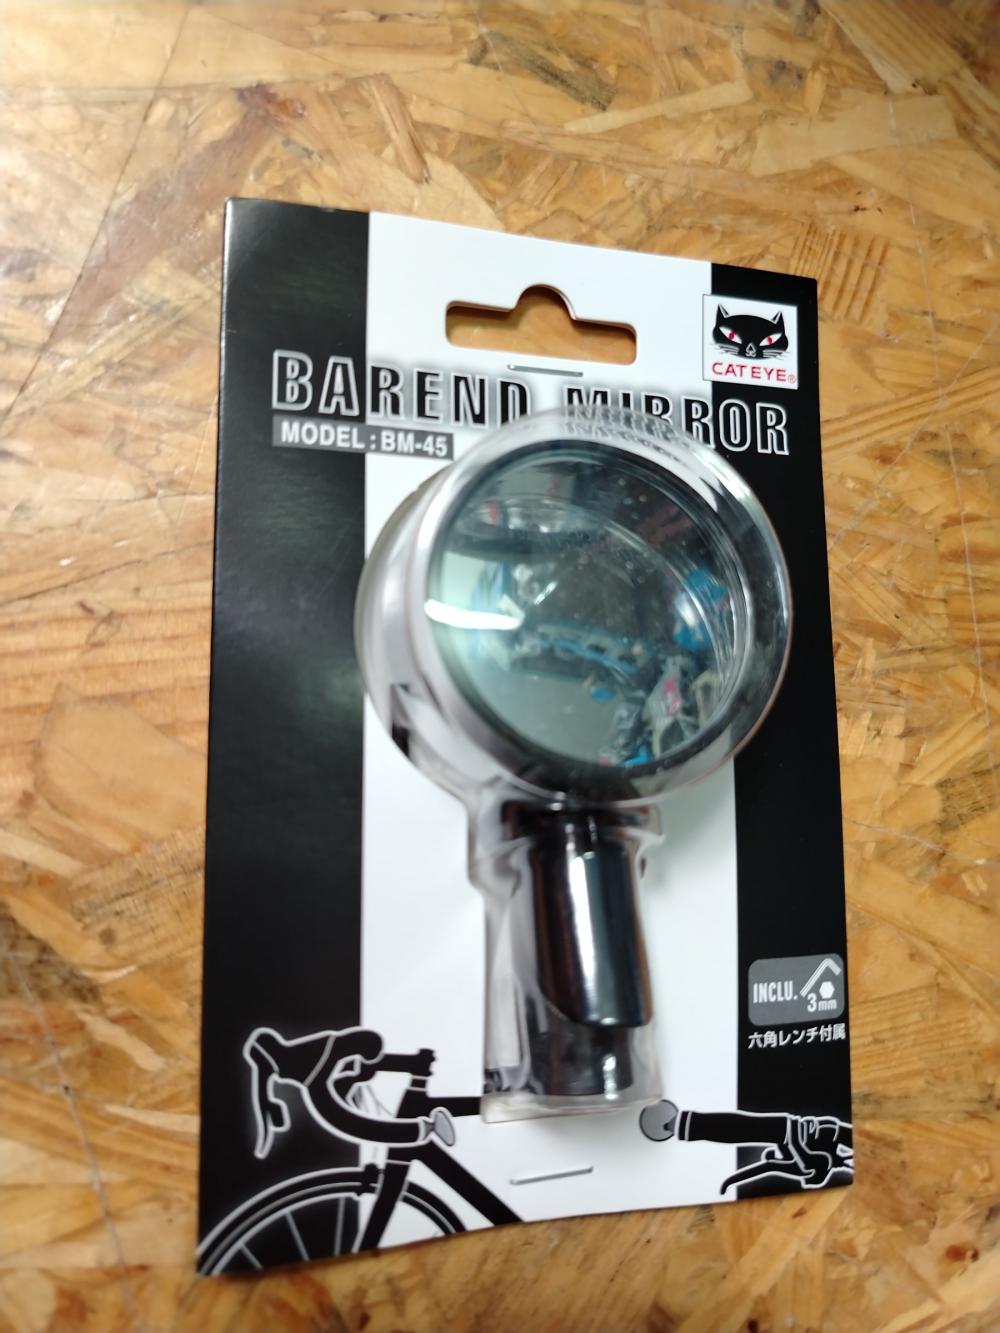 CATEYE®
BAREND MIRROR
MODEL : BM-45
INCLU. 3mm
六角レンチ付属